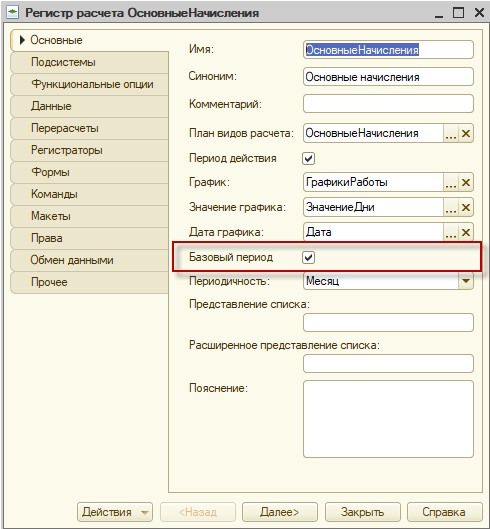 Регистр расчета ОсновныеНачисления
Основные
Подсистемы
Функциональные опции
Данные
Перерасчеты
Регистраторы
Формы
Команды
Макеты
Права
Обмен данными
Прочее
Имя: ОсновныеНачисления
Синоним: Основные начисления
Комментарий:
План видов расчета: ОсновныеНачисления ...
Период действия
График: ГрафикиРаботы ...
Значение графика: ЗначениеДни ...
Дата графика: Дата ...
Базовый период
Периодичность: Месяц
Представление списка:
Расширенное представление списка:
Пояснение:
Действия <Назад Далее> Закрыть Справка